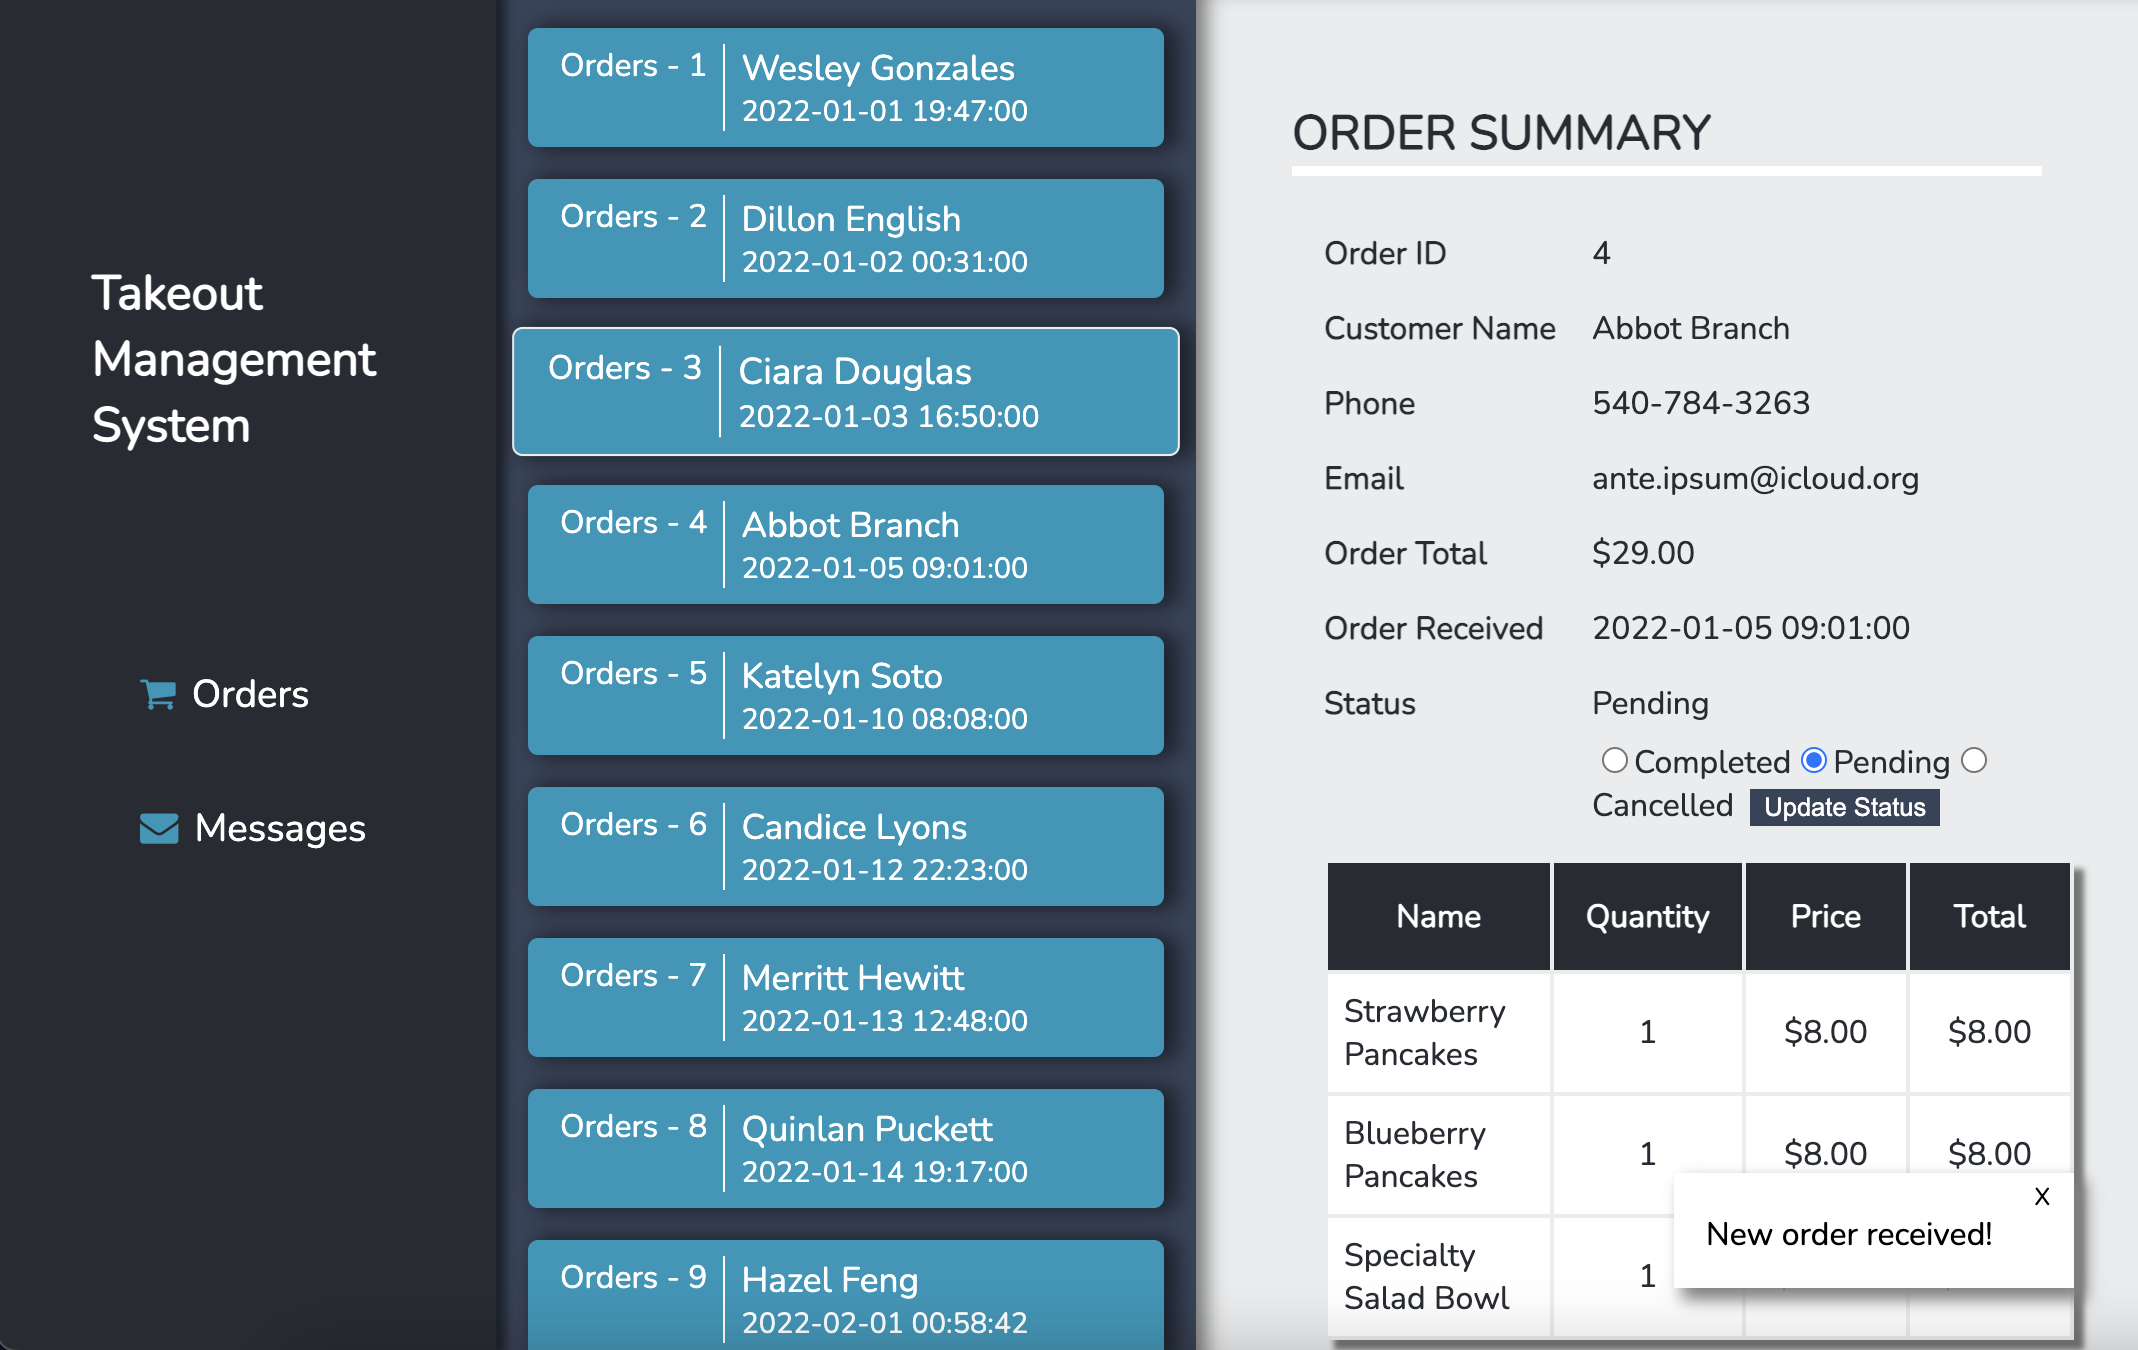 Takeout
Management
System
Orders
Messages
Orders - 1
Wesley Gonzales
2022-01-01 19:47:00
Orders - 2
Dillon English
2022-01-02 00:31:00
Orders - 3
Ciara Douglas
2022-01-03 16:50:00
Orders - 4
Abbot Branch
2022-01-05 09:01:00
Orders - 5
Katelyn Soto
2022-01-10 08:08:00
Orders - 6
Candice Lyons
2022-01-12 22:23:00
Orders - 7
Merritt Hewitt
2022-01-13 12:48:00
Orders - 8
Quinlan Puckett
2022-01-14 19:17:00
Orders - 9
Hazel Feng
2022-02-01 00:58:42
ORDER SUMMARY
Order ID 4
Customer Name Abbot Branch
Phone 540-784-3263
Email ante.ipsum@icloud.org
Order Total $29.00
Order Received 2022-01-05 09:01:00
Status Pending
Completed Pending
Cancelled Update Status
Name Quantity Price Total
Strawberry
Pancakes 1 $8.00 $8.00
Blueberry
Pancakes 1 $8.00 $8.00
Specialty
Salad Bowl 1
X
New order received!